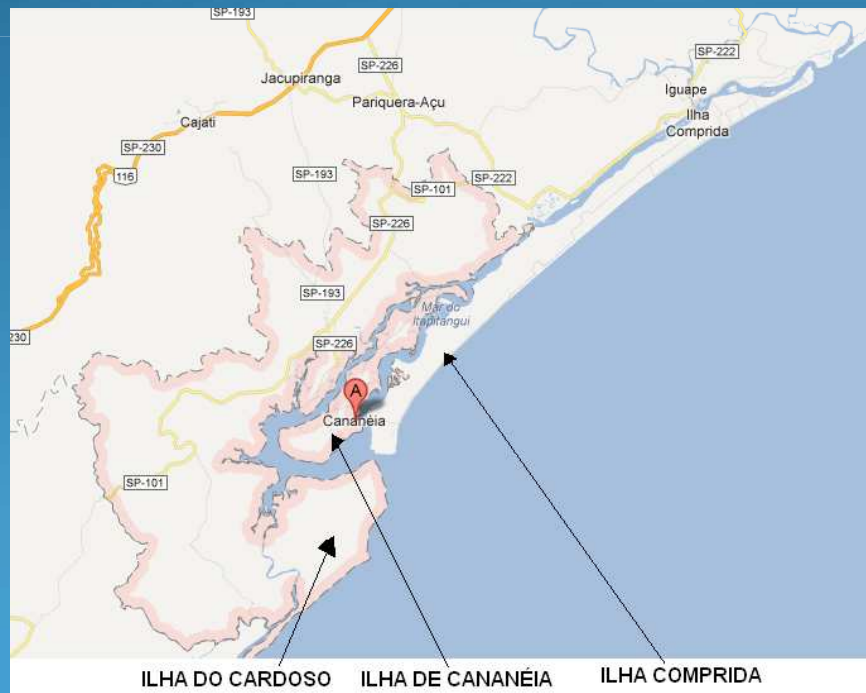 SP-193
SP-226
Jacupiranga
Pariquera-Açu
SP-222
Iguape
Ilha
Comprida
Cajati
SP-230
116
SP-193
SP-101
SP-222
SP-226
SP-193
Mar do
Itapitangui
230
SP-226
A
Cananéia
SP-101
ILHA DO CARDOSO
ILHA DE CANANÉIA
ILHA COMPRIDA